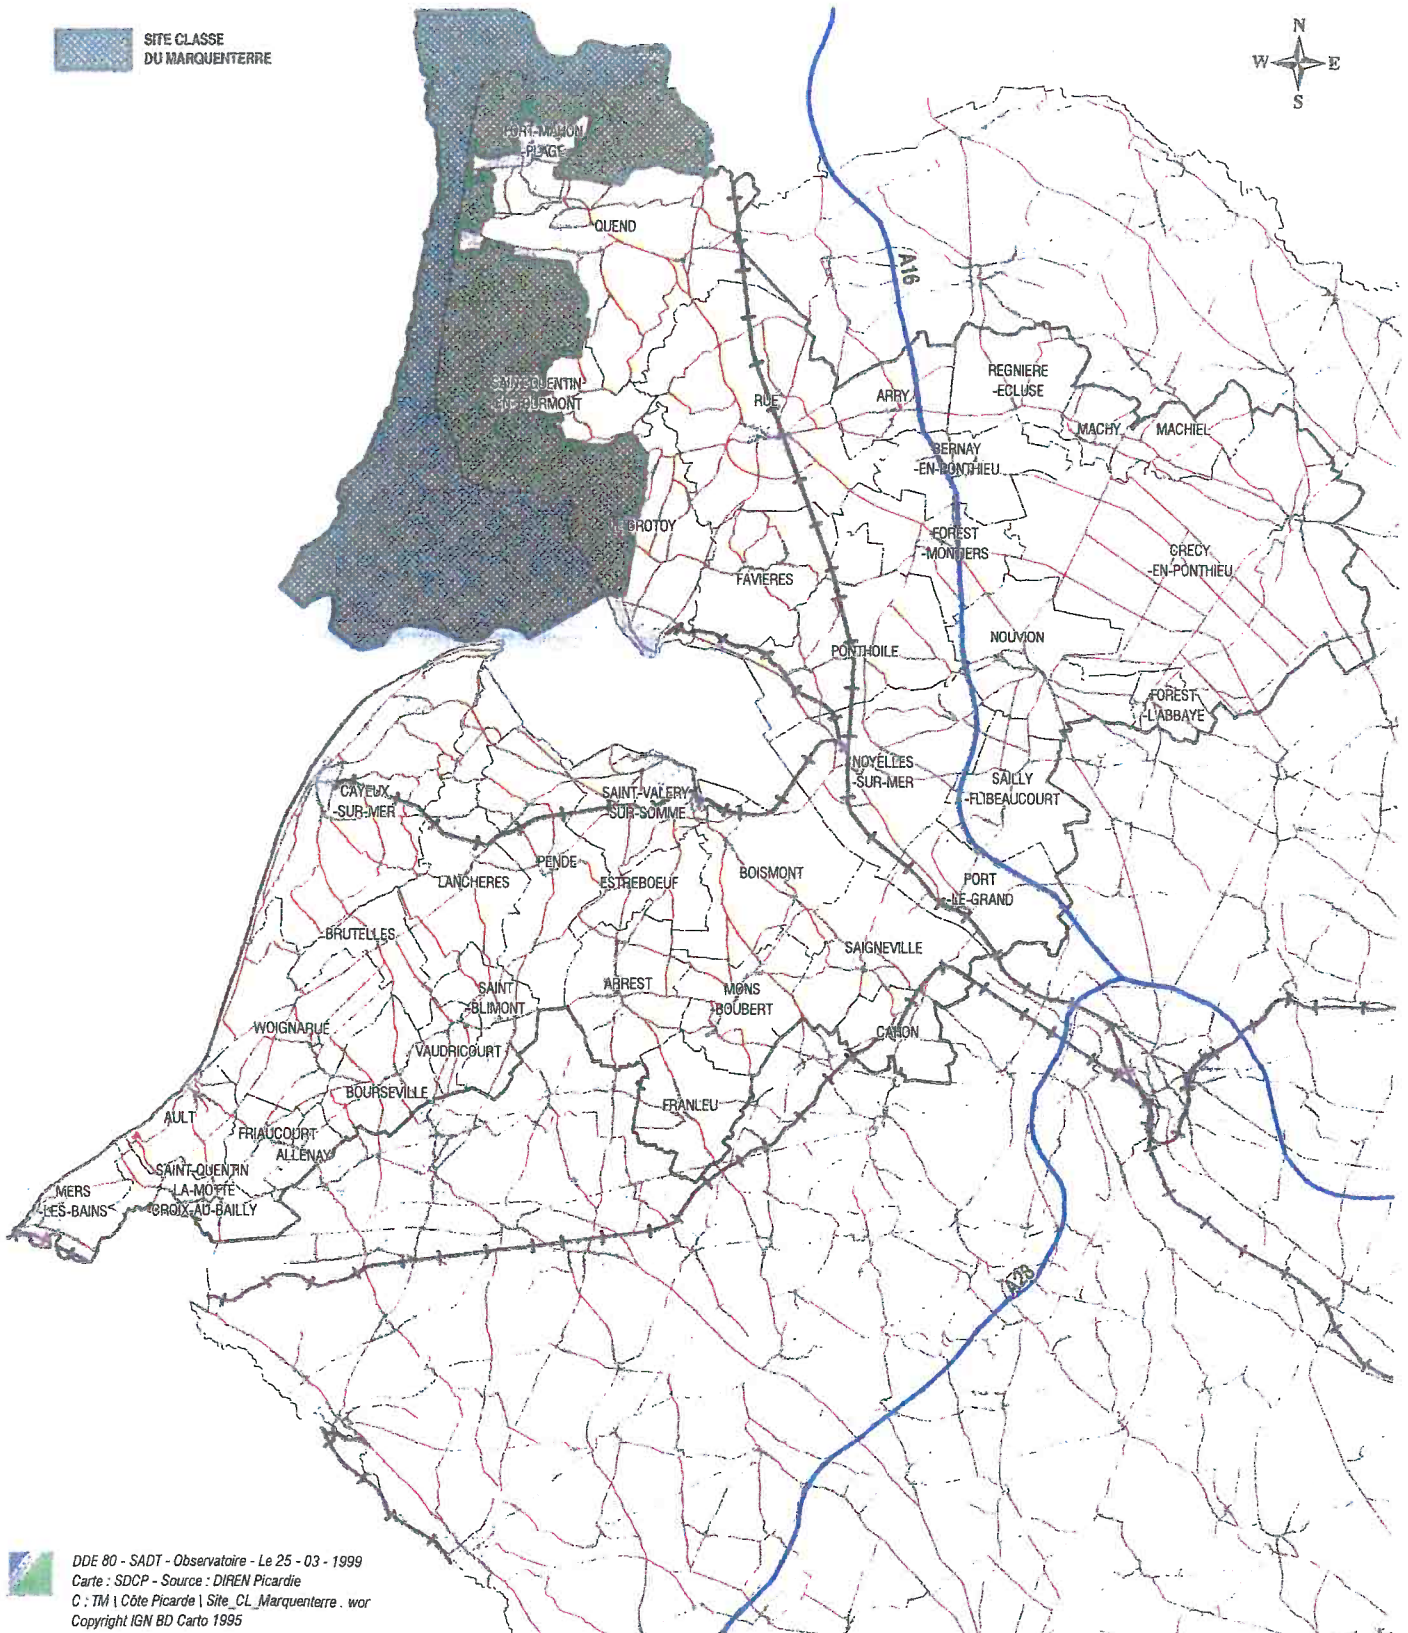 SITE CLASSE
DU MARQUENTERRE
N
W
E
S
FORT-MAHON
-PLAGE
QUEND
A16
SAINT-QUENTIN
-EN-TOURMONT
RUE
ARRY
REGNIERE
-ECLUSE
MACHY
MACHIEL
BERNAY
-EN-PONTHIEU
LE CROTOY
FOREST
-MONTIERS
CRECY
-EN-PONTHIEU
FAVIERES
PONTHOILE
NOUVION
FOREST
-L'ABBAYE
NOYELLES
-SUR-MER
SAILLY
-FLIBEAUCOURT
CAYEUX
-SUR-MER
SAINT-VALERY
-SUR-SOMME
LANCHERES
PENDE
ESTREBOEUF
BOISMONT
PORT
-LE-GRAND
BRUTELLES
SAIGNEVILLE
SAINT
-BLIMONT
ARREST
MONS
-BOUBERT
WOIGNARUE
VAUDRICOURT
CAHON
BOURSEVILLE
FRANLEU
AULT
FRIAUCOURT
ALLENAY
SAINT-QUENTIN
-LA-MOTTE
CROIX-AU-BAILLY
MERS
-LES-BAINS
A28
DDE 80 - SADT - Observatoire - Le 25 - 03 - 1999
Carte : SDCP - Source : DIREN Picardie
C : TM \ Côte Picarde \ Site_CL_Marquenterre . wor
Copyright IGN BD Carto 1995